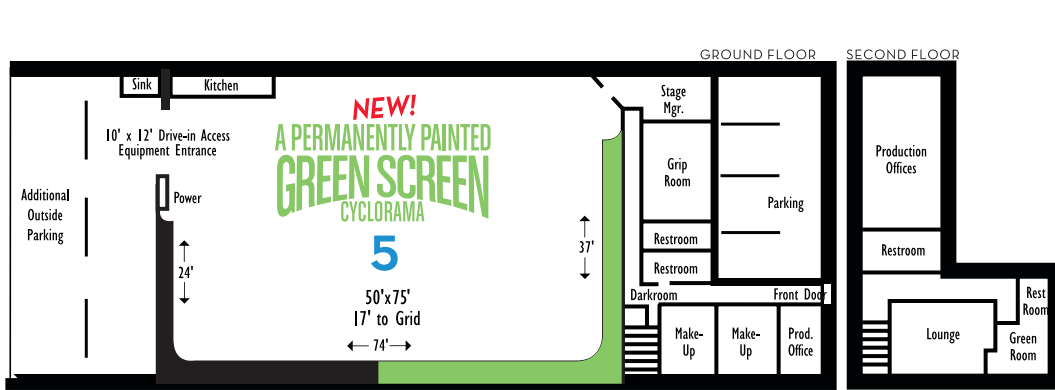 GROUND FLOOR
SECOND FLOOR
Sink
Kitchen
NEW!
A PERMANENTLY PAINTED
GREEN SCREEN
CYCLORAMA
5
50'x75'
17' to Grid
74'
10' x 12' Drive-in Access
Equipment Entrance
Additional
Outside
Parking
Power
24'
37'
Stage
Mgr.
Grip
Room
Restroom
Restroom
Parking
Darkroom
Front Door
Make-
Up
Make-
Up
Prod.
Office
Production
Offices
Restroom
Lounge
Rest
Room
Green
Room